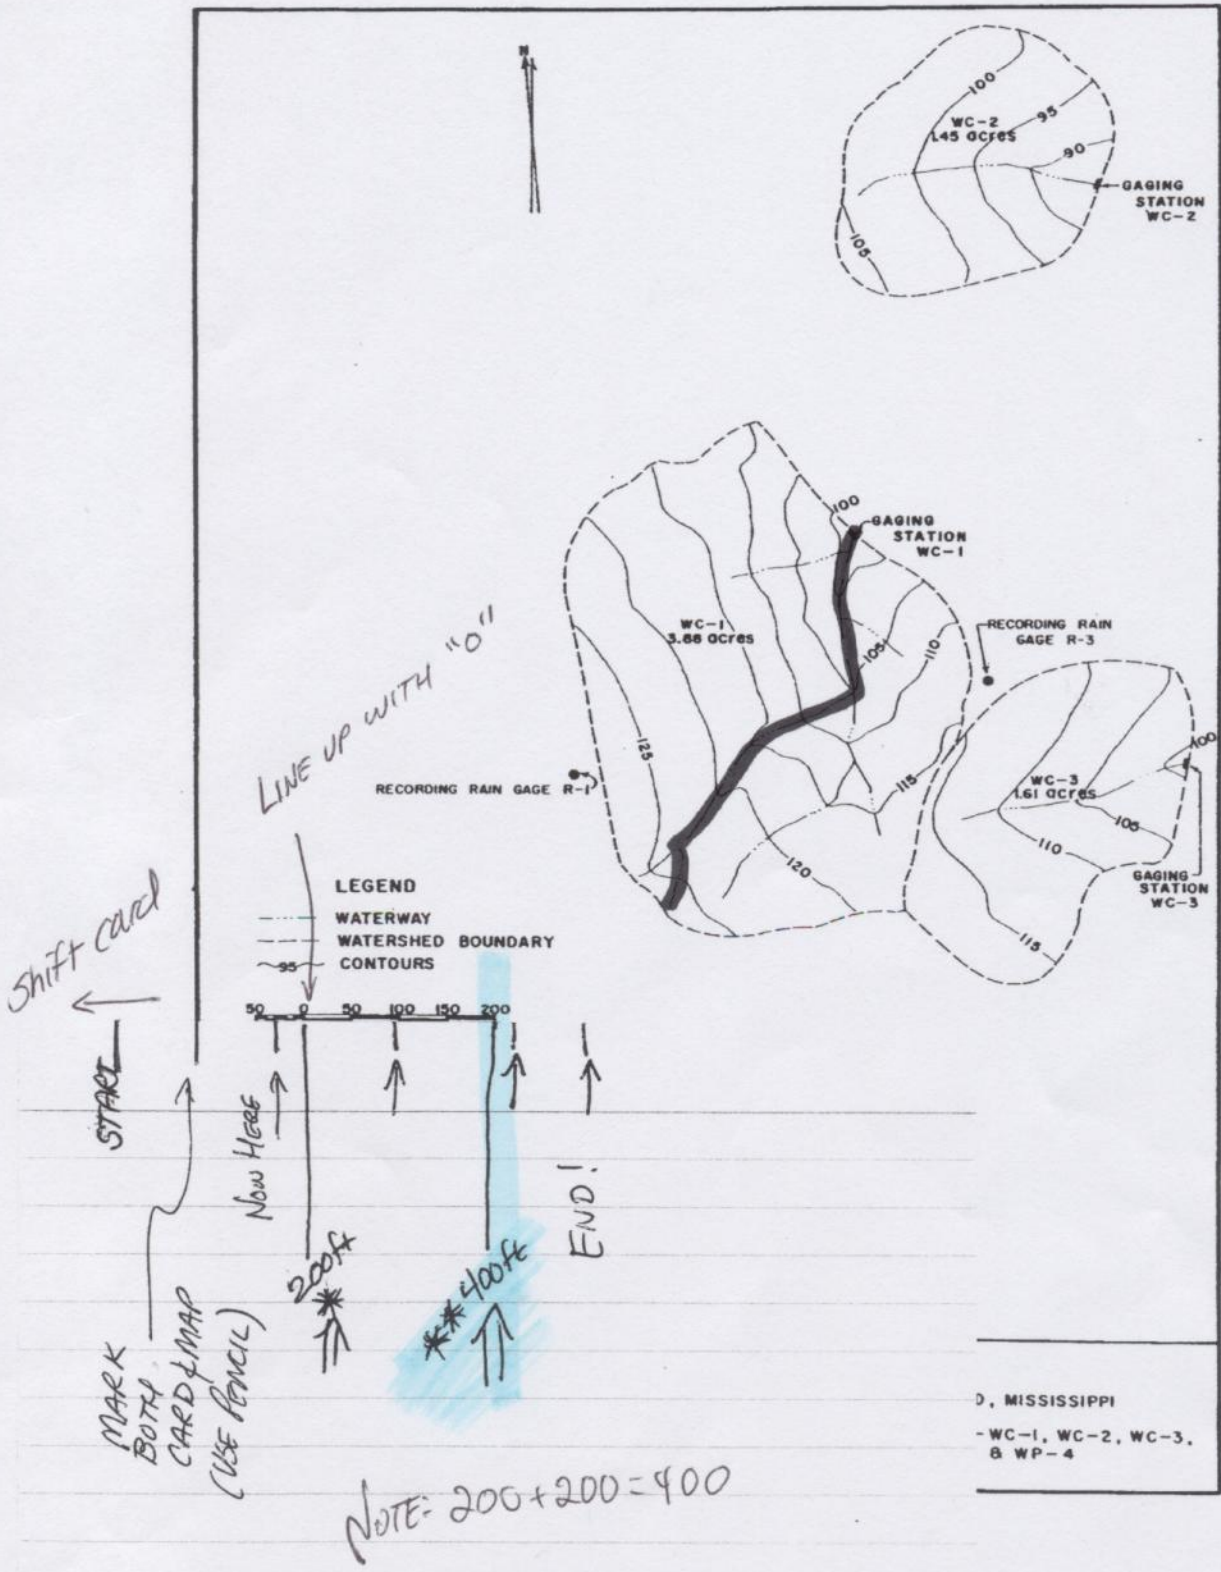 N
100
WC-2
1.45 acres
95
90
GAGING
STATION
WC-2
105
100
GAGING
STATION
WC-1
WC-1
3.88 acres
105
110
RECORDING RAIN
GAGE R-3
125
RECORDING RAIN GAGE R-1
115
WC-3
1.61 acres
100
105
110
120
GAGING
STATION
WC-3
115
LINE UP WITH "0"
LEGEND
WATERWAY
WATERSHED BOUNDARY
95 CONTOURS
Shift card
50 0 50 100 150 200
START
NOW HERE
200ft
*
** 400ft
END!
MARK
BOTH
CARD & MAP
(USE PENCIL)
D, MISSISSIPPI
-WC-1, WC-2, WC-3,
& WP-4
NOTE: 200+200=400